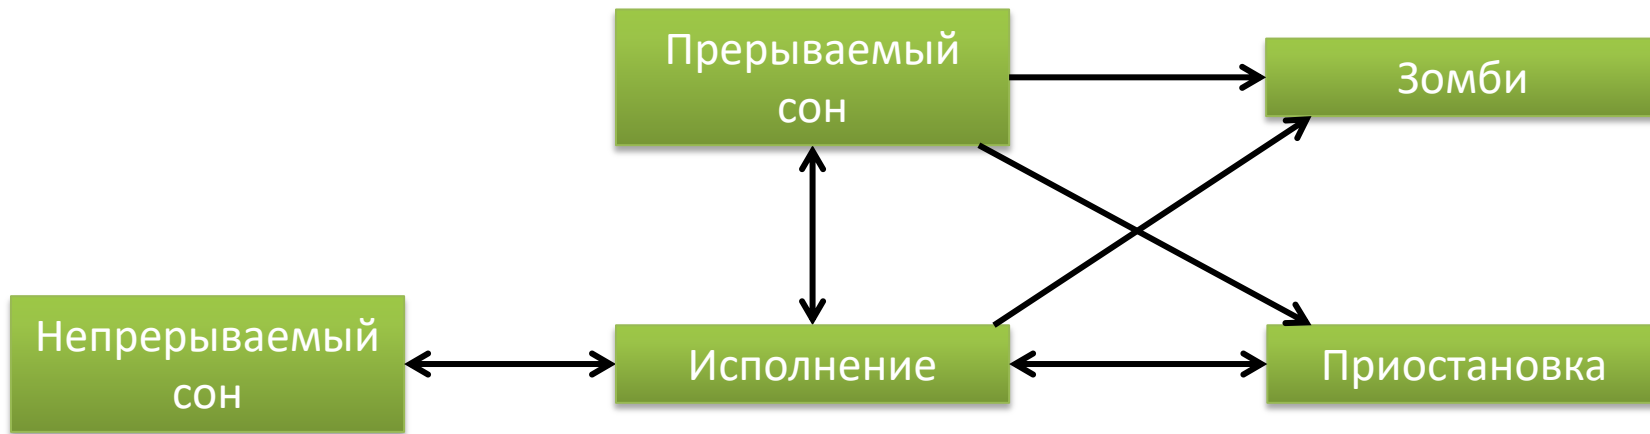 Прерываемый
сон
Зомби
Непрерываемый
сон
Исполнение
Приостановка